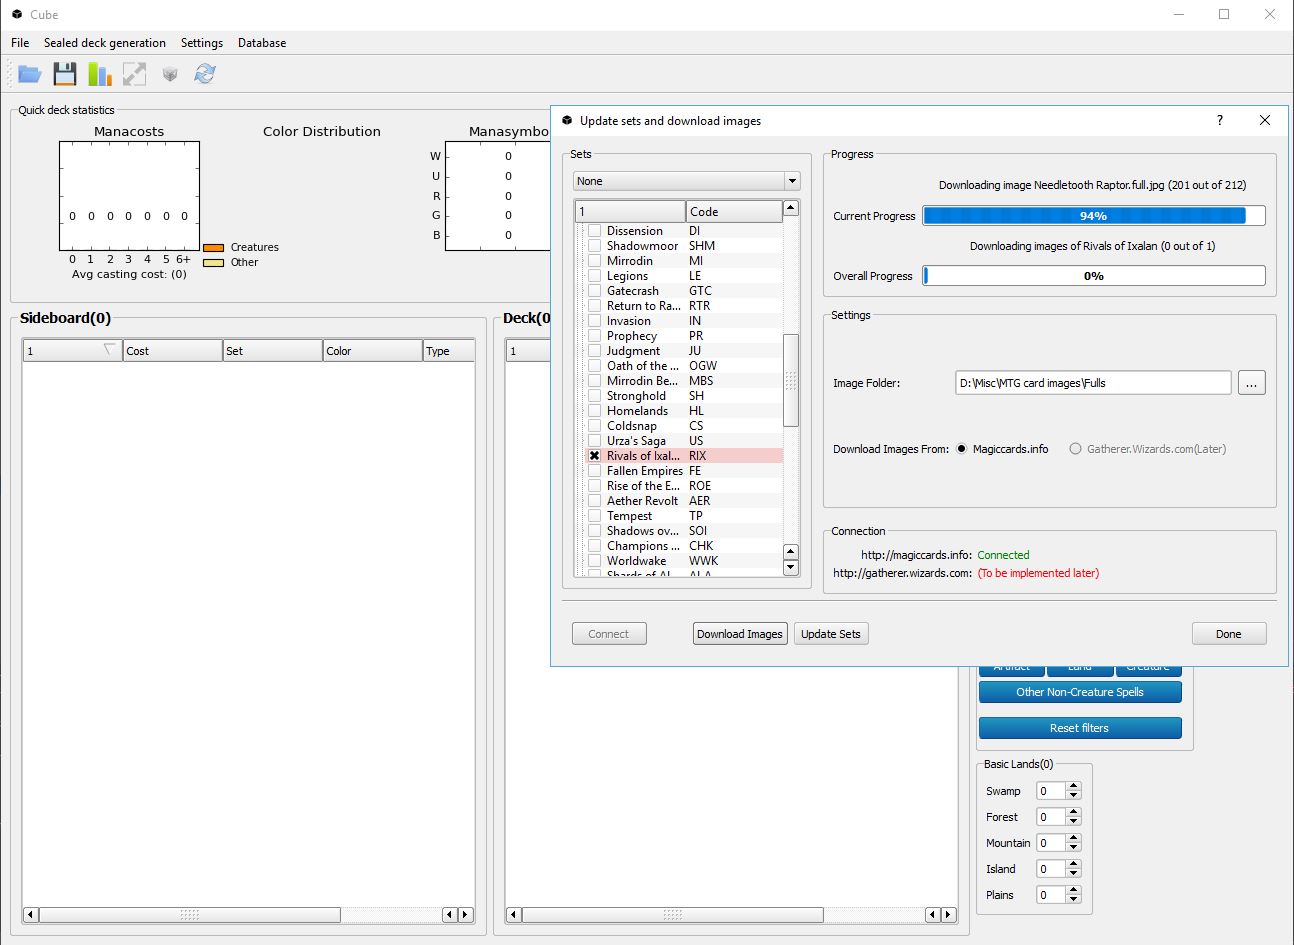 Cube
File Sealed deck generation Settings Database
Quick deck statistics
Manacosts
0 0 0 0 0 0 0
0 1 2 3 4 5 6+
Avg casting cost: (0)
Creatures
Other
Color Distribution
Manasymbo
W 0
U 0
R 0
G 0
B 0
Sideboard(0)
1 Cost Set Color Type
Deck(0
1
Update sets and download images ?
Sets
None
1 Code
Dissension DI
Shadowmoor SHM
Mirrodin MI
Legions LE
Gatecrash GTC
Return to Ra... RTR
Invasion IN
Prophecy PR
Judgment JU
Oath of the ... OGW
Mirrodin Be... MBS
Stronghold SH
Homelands HL
Coldsnap CS
Urza's Saga US
Rivals of Ixal... RIX
Fallen Empires FE
Rise of the E... ROE
Aether Revolt AER
Tempest TP
Shadows ov... SOI
Champions ... CHK
Worldwake WWK
Shards of Al... ALA
Progress
Downloading image Needletooth Raptor.full.jpg (201 out of 212)
Current Progress 94%
Downloading images of Rivals of Ixalan (0 out of 1)
Overall Progress 0%
Settings
Image Folder: D:\Misc\MTG card images\Fulls ...
Download Images From: Magiccards.info Gatherer.Wizards.com(Later)
Connection
http://magiccards.info: Connected
http://gatherer.wizards.com: (To be implemented later)
Connect Download Images Update Sets Done
Artifact Land Creature
Other Non-Creature Spells
Reset filters
Basic Lands(0)
Swamp 0
Forest 0
Mountain 0
Island 0
Plains 0